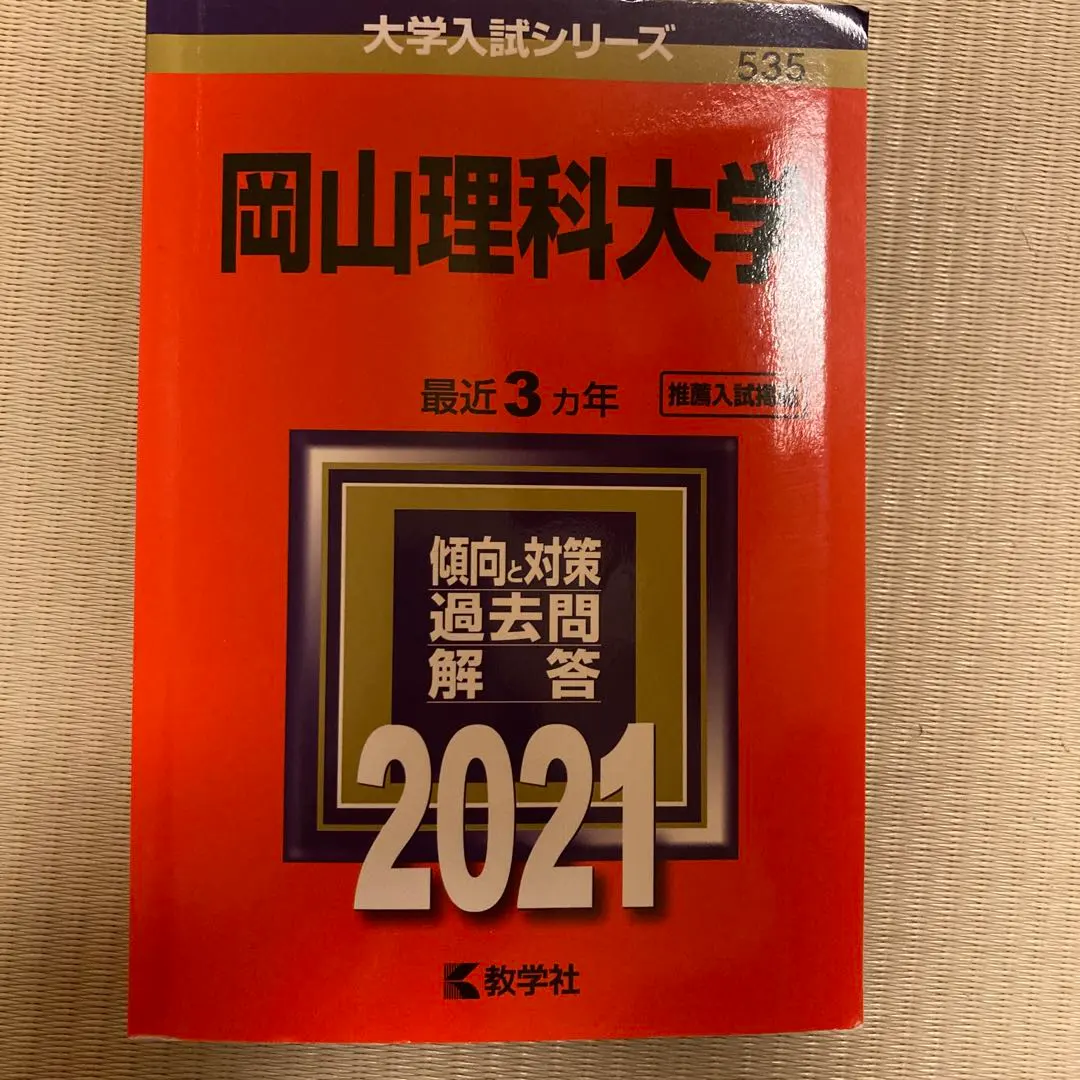 大学入試シリーズ
535
岡山理科大学
最近3ヵ年
推薦入試掲載
傾向と対策
過去問
解答
2021
教学社